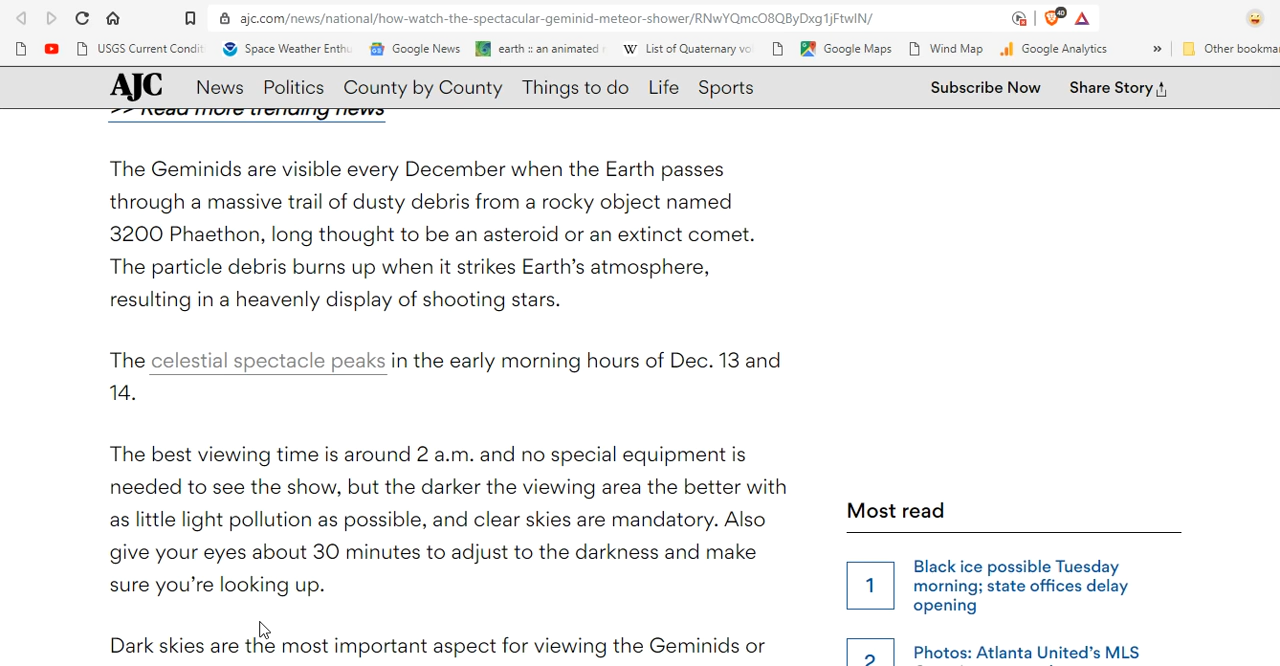 ajc.com/news/national/how-watch-the-spectacular-geminid-meteor-shower/RNwYQmcO8QByDxg1jFtwIN/
40
USGS Current Condit
Space Weather Enthu
Google News
earth :: an animated
W List of Quaternary vo
Google Maps
Wind Map
Google Analytics
»
Other bookma
AJC News Politics County by County Things to do Life Sports Subscribe Now Share Story
>> Read more trending news
The Geminids are visible every December when the Earth passes
through a massive trail of dusty debris from a rocky object named
3200 Phaethon, long thought to be an asteroid or an extinct comet.
The particle debris burns up when it strikes Earth’s atmosphere,
resulting in a heavenly display of shooting stars.
The celestial spectacle peaks in the early morning hours of Dec. 13 and
14.
The best viewing time is around 2 a.m. and no special equipment is
needed to see the show, but the darker the viewing area the better with
as little light pollution as possible, and clear skies are mandatory. Also
give your eyes about 30 minutes to adjust to the darkness and make
sure you’re looking up.
Dark skies are the most important aspect for viewing the Geminids or
Most read
1
Black ice possible Tuesday
morning; state offices delay
opening
2
Photos: Atlanta United’s MLS